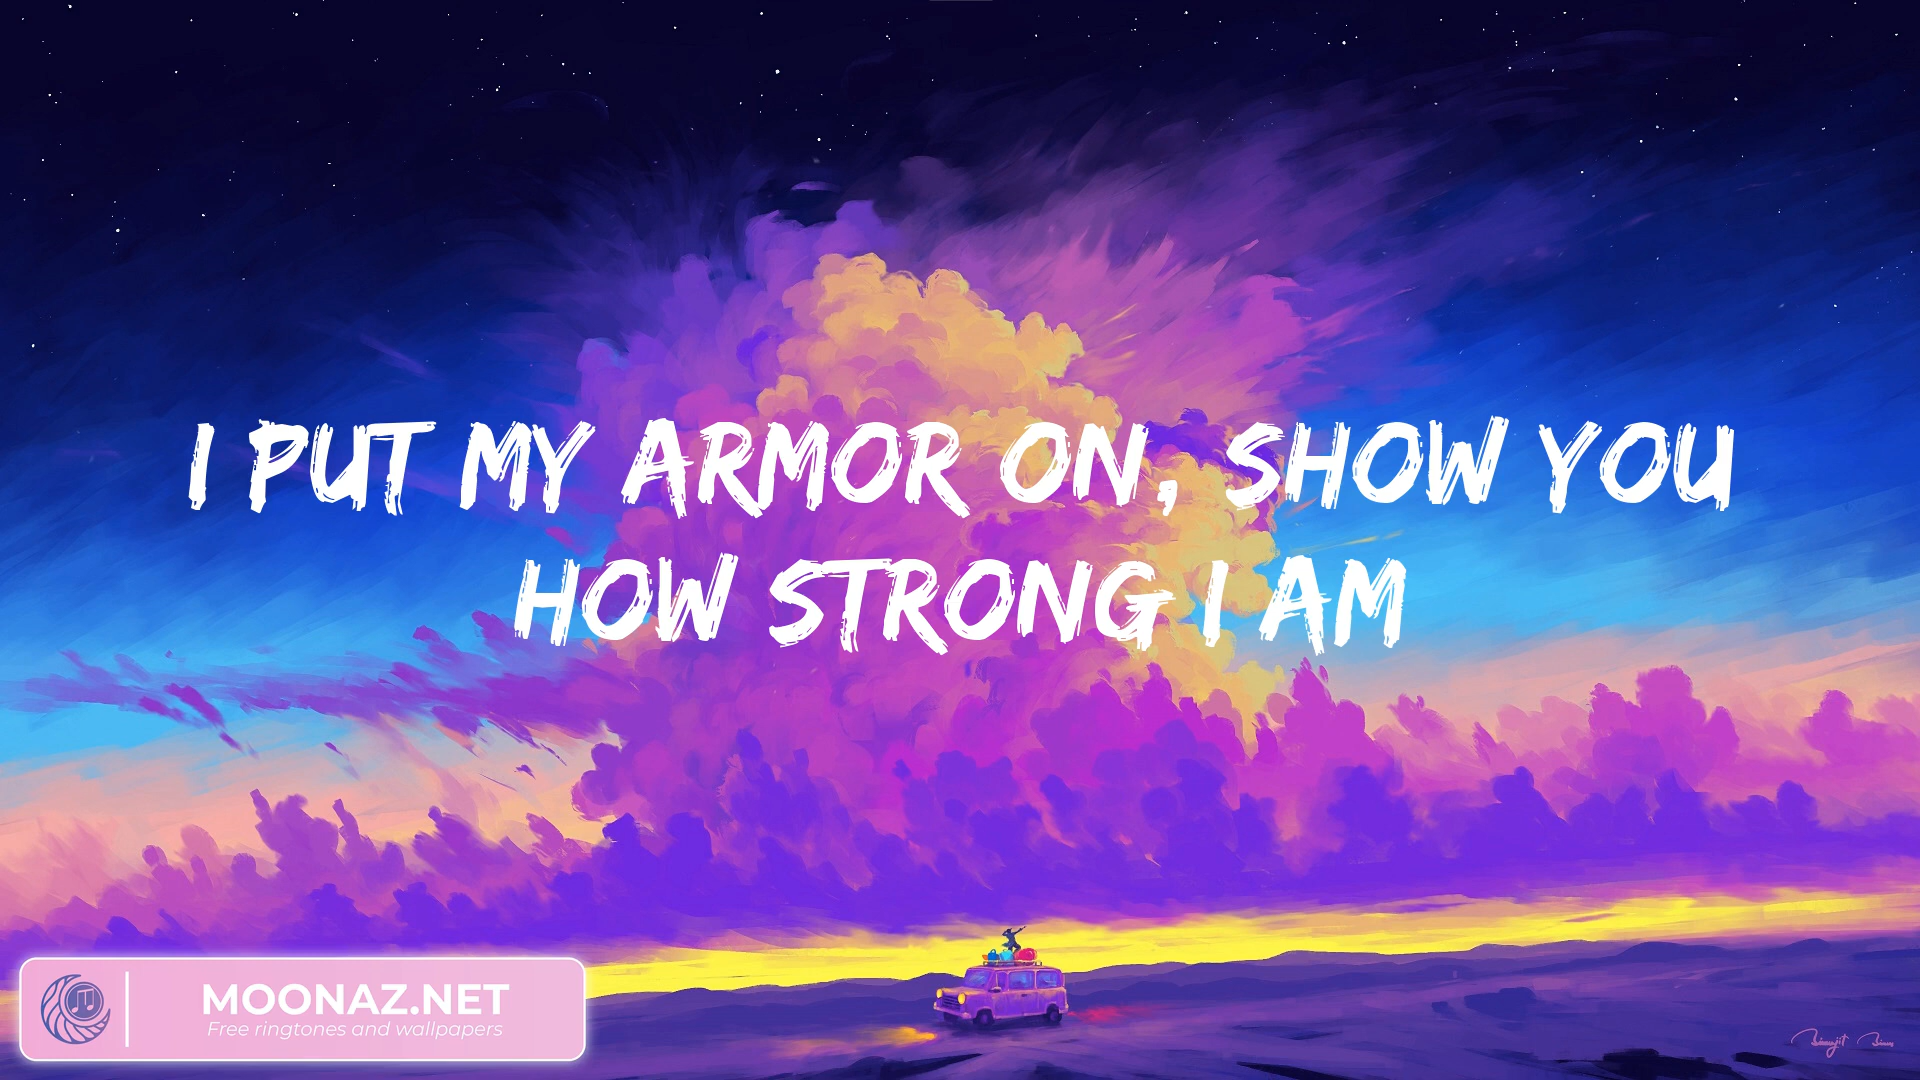 I PUT MY ARMOR ON, SHOW YOU
HOW STRONG I AM
MOONAZ.NET
Free ringtones and wallpapers